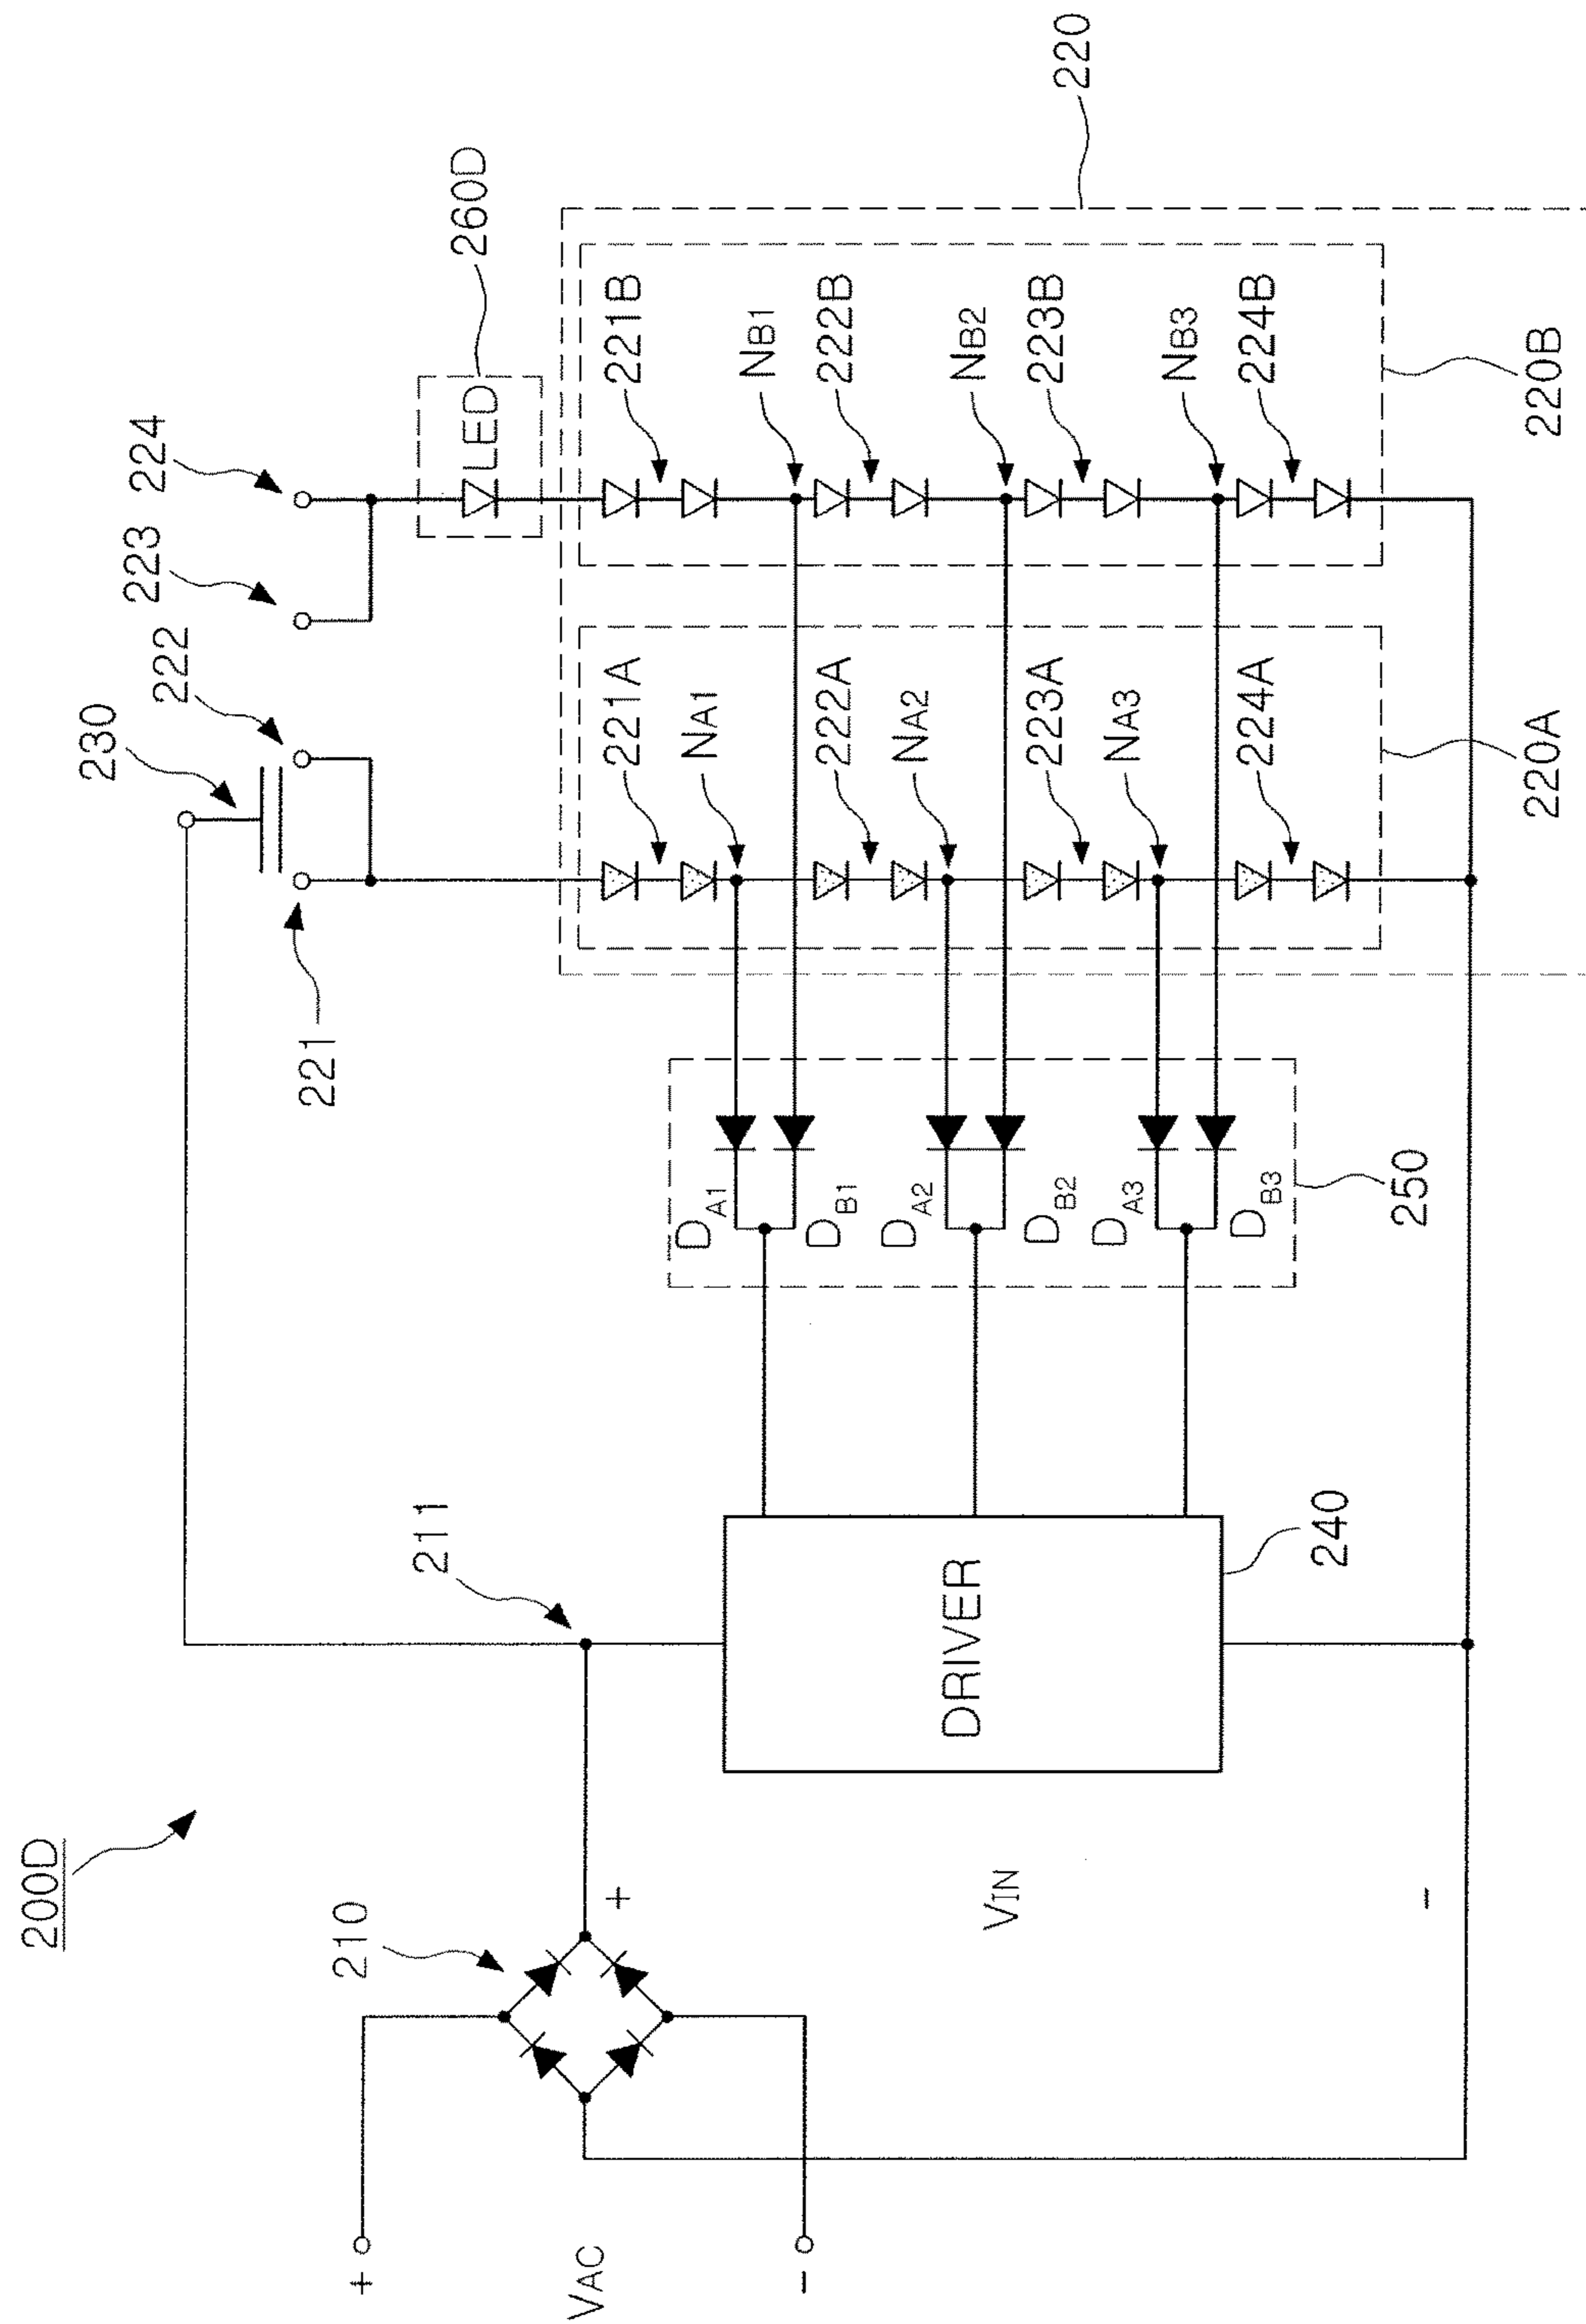 200D
230
222
223
224
221
260D
LED
220
211
210
+
VAC
-
+
VIN
-
DRIVER
240
DA1
DB1
DA2
DB2
DA3
DB3
250
221A
NA1
222A
NA2
223A
NA3
224A
220A
221B
NB1
222B
NB2
223B
NB3
224B
220B